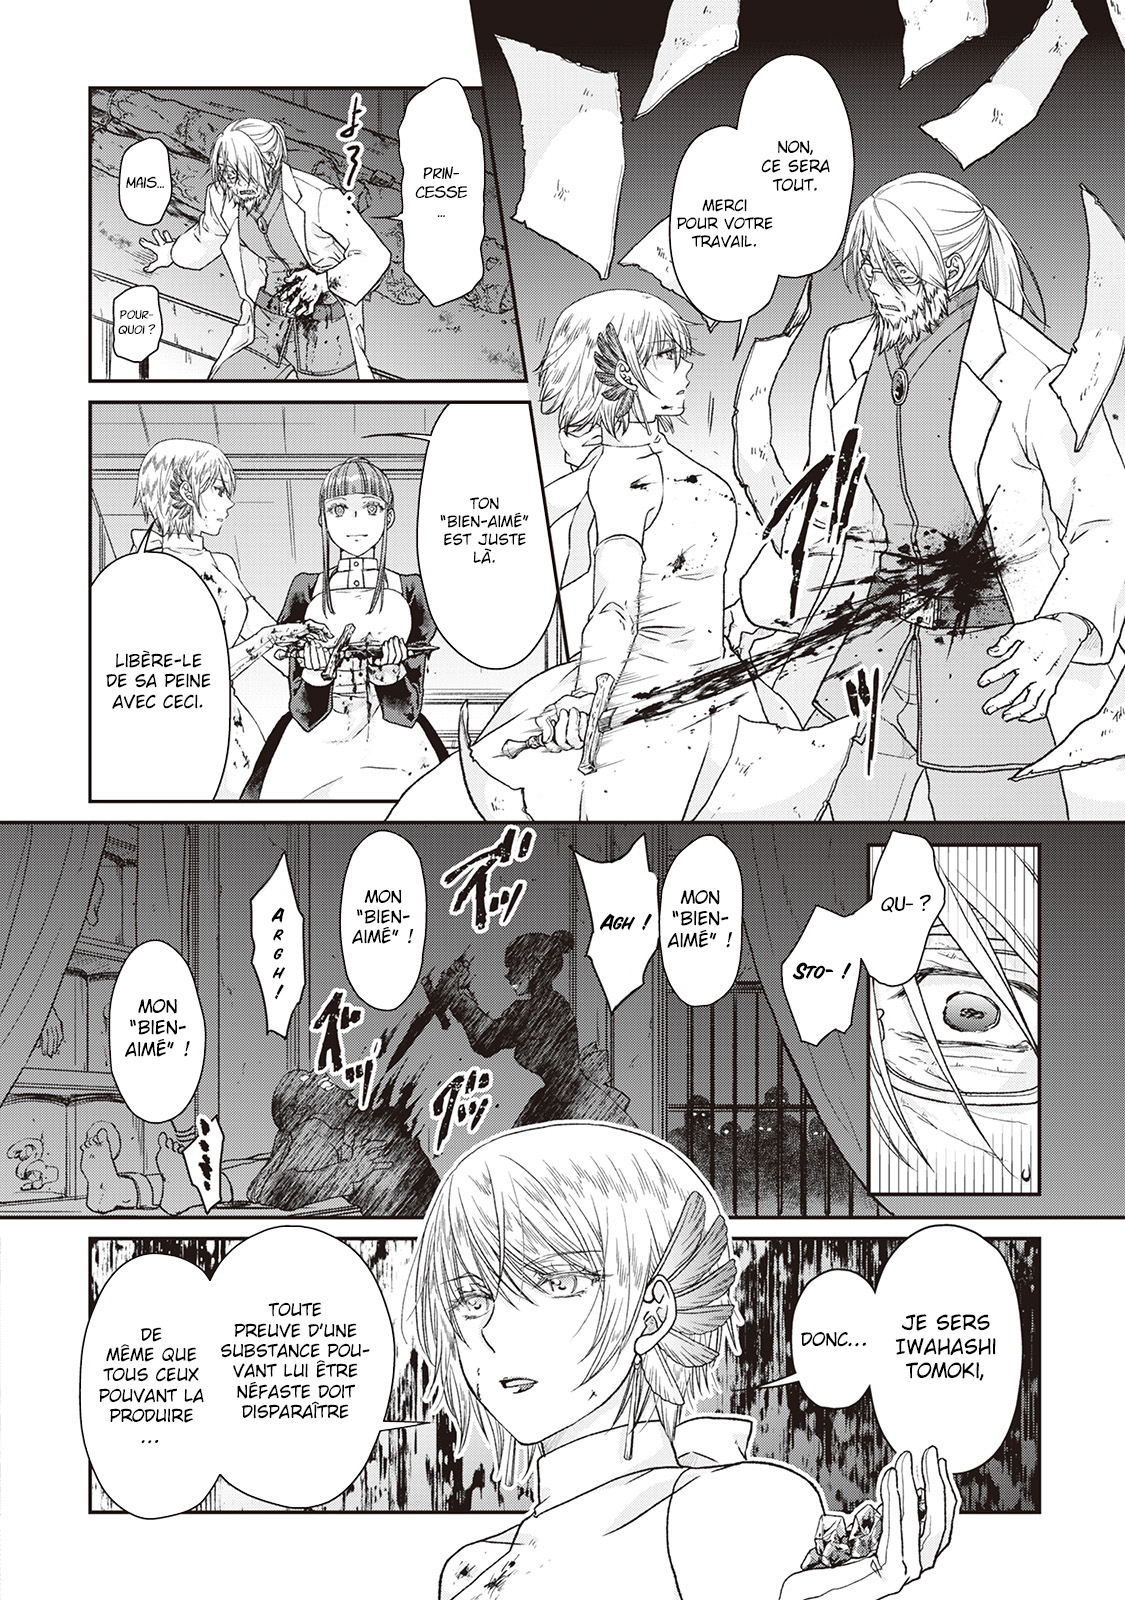 NON,
CE SERA
TOUT.
MERCI
POUR VOTRE
TRAVAIL.
PRIN-
CESSE
...
MAIS...
POUR-
QUOI ?
よろ
TON
"BIEN-AIMÉ"
EST JUSTE
LÀ.
LIBÈRE-LE
DE SA PEINE
AVEC CECI.
QU- ?
STO- !
MON
"BIEN-
AIMÉ" !
AGH !
MON
"BIEN-
AIMÉ" !
ARGH !
MON
"BIEN-
AIMÉ" !
JE SERS
IWAHASHI
TOMOKI,
DONC...
TOUTE
PREUVE D'UNE
SUBSTANCE POU-
VANT LUI ÊTRE
NÉFASTE DOIT
DISPARAÎTRE
DE
MÊME QUE
TOUS CEUX
POUVANT LA
PRODUIRE
...